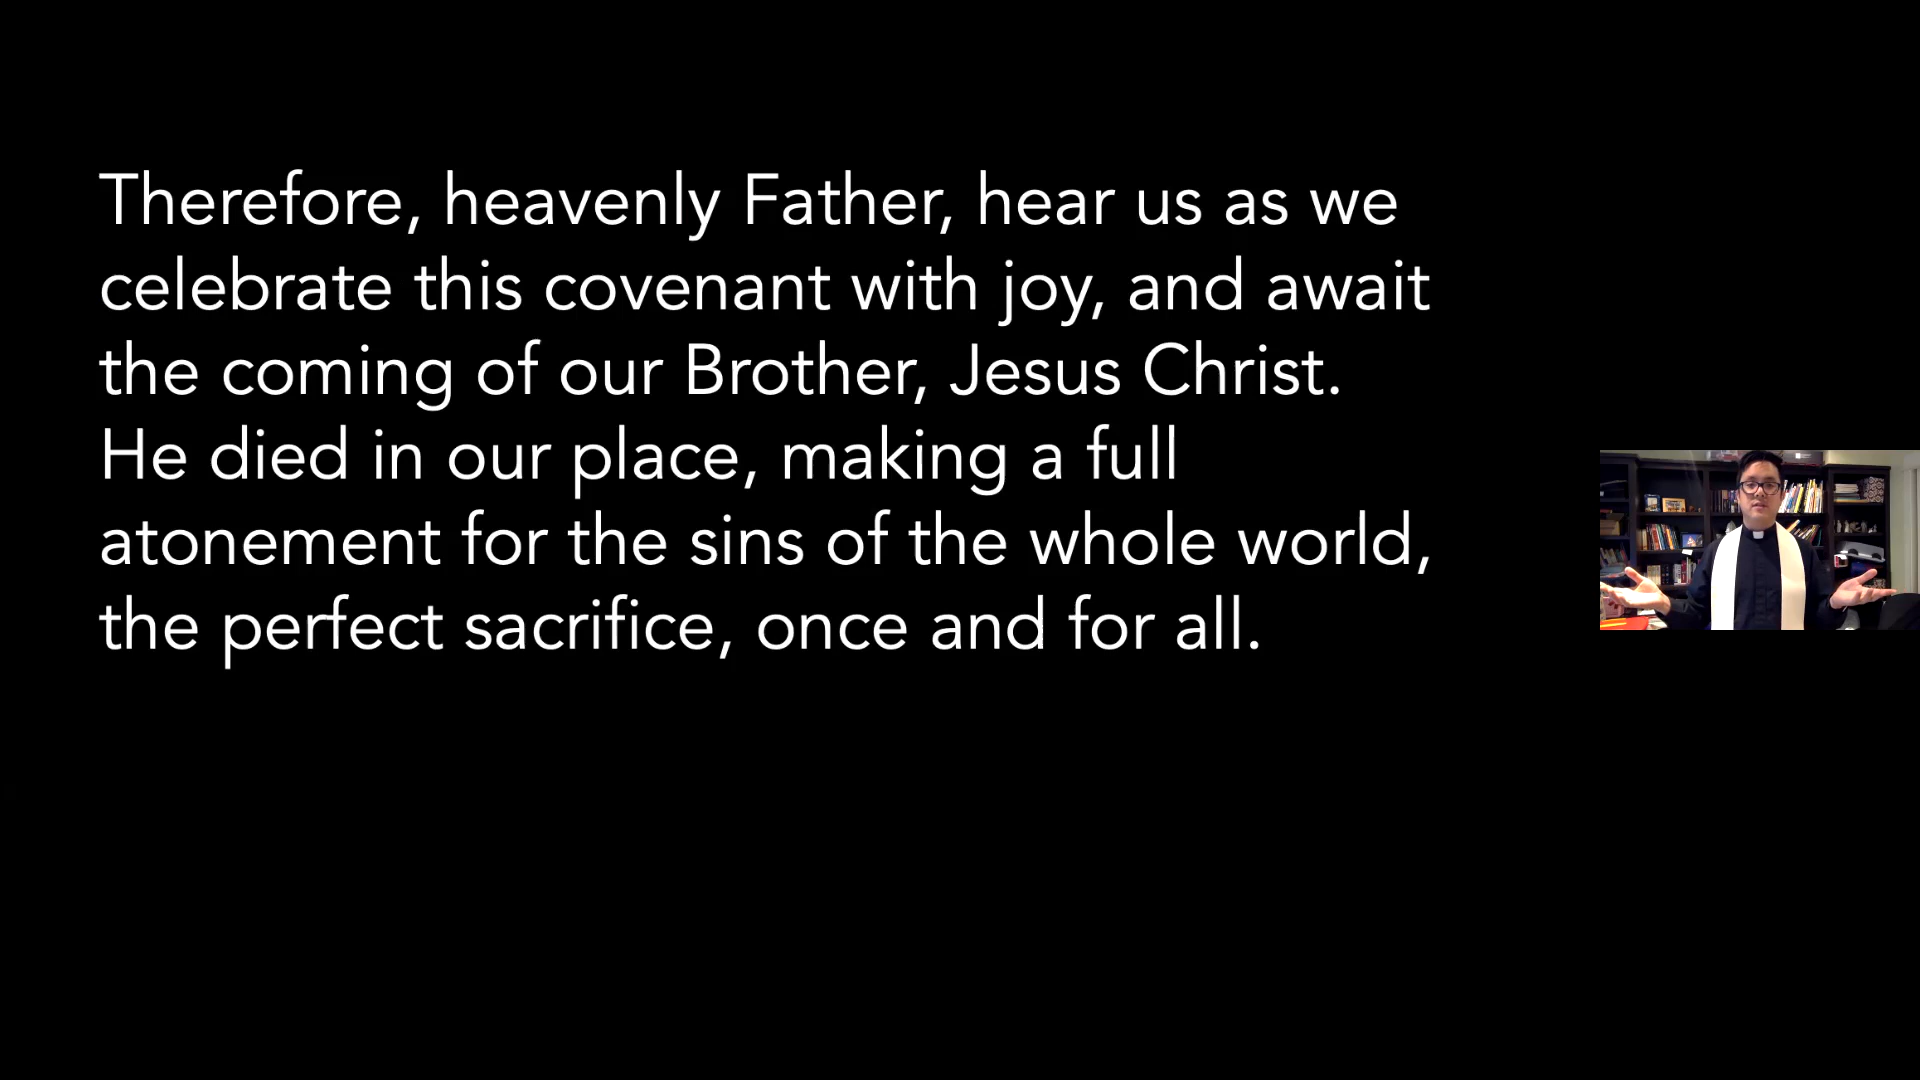 Therefore, heavenly Father, hear us as we
celebrate this covenant with joy, and await
the coming of our Brother, Jesus Christ.
He died in our place, making a full
atonement for the sins of the whole world,
the perfect sacrifice, once and for all.